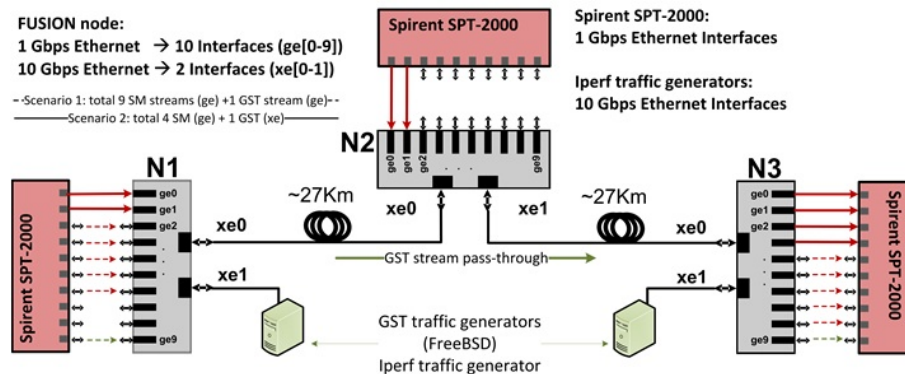 FUSION node:
1 Gbps Ethernet → 10 Interfaces (ge[0-9])
10 Gbps Ethernet → 2 Interfaces (xe[0-1])
Scenario 1: total 9 SM streams (ge) +1 GST stream (ge)
Scenario 2: total 4 SM (ge) + 1 GST (xe)
Spirent SPT-2000
Spirent SPT-2000:
1 Gbps Ethernet Interfaces
Iperf traffic generators:
10 Gbps Ethernet Interfaces
N2
ge0
ge1
ge2
. . .
ge9
xe0
xe1
N1
Spirent SPT-2000
ge0
ge1
ge2
ge9
xe0
xe1
~27Km
~27Km
GST stream pass-through
N3
ge0
ge1
ge2
ge9
xe0
xe1
Spirent SPT-2000
GST traffic generators
(FreeBSD)
Iperf traffic generator